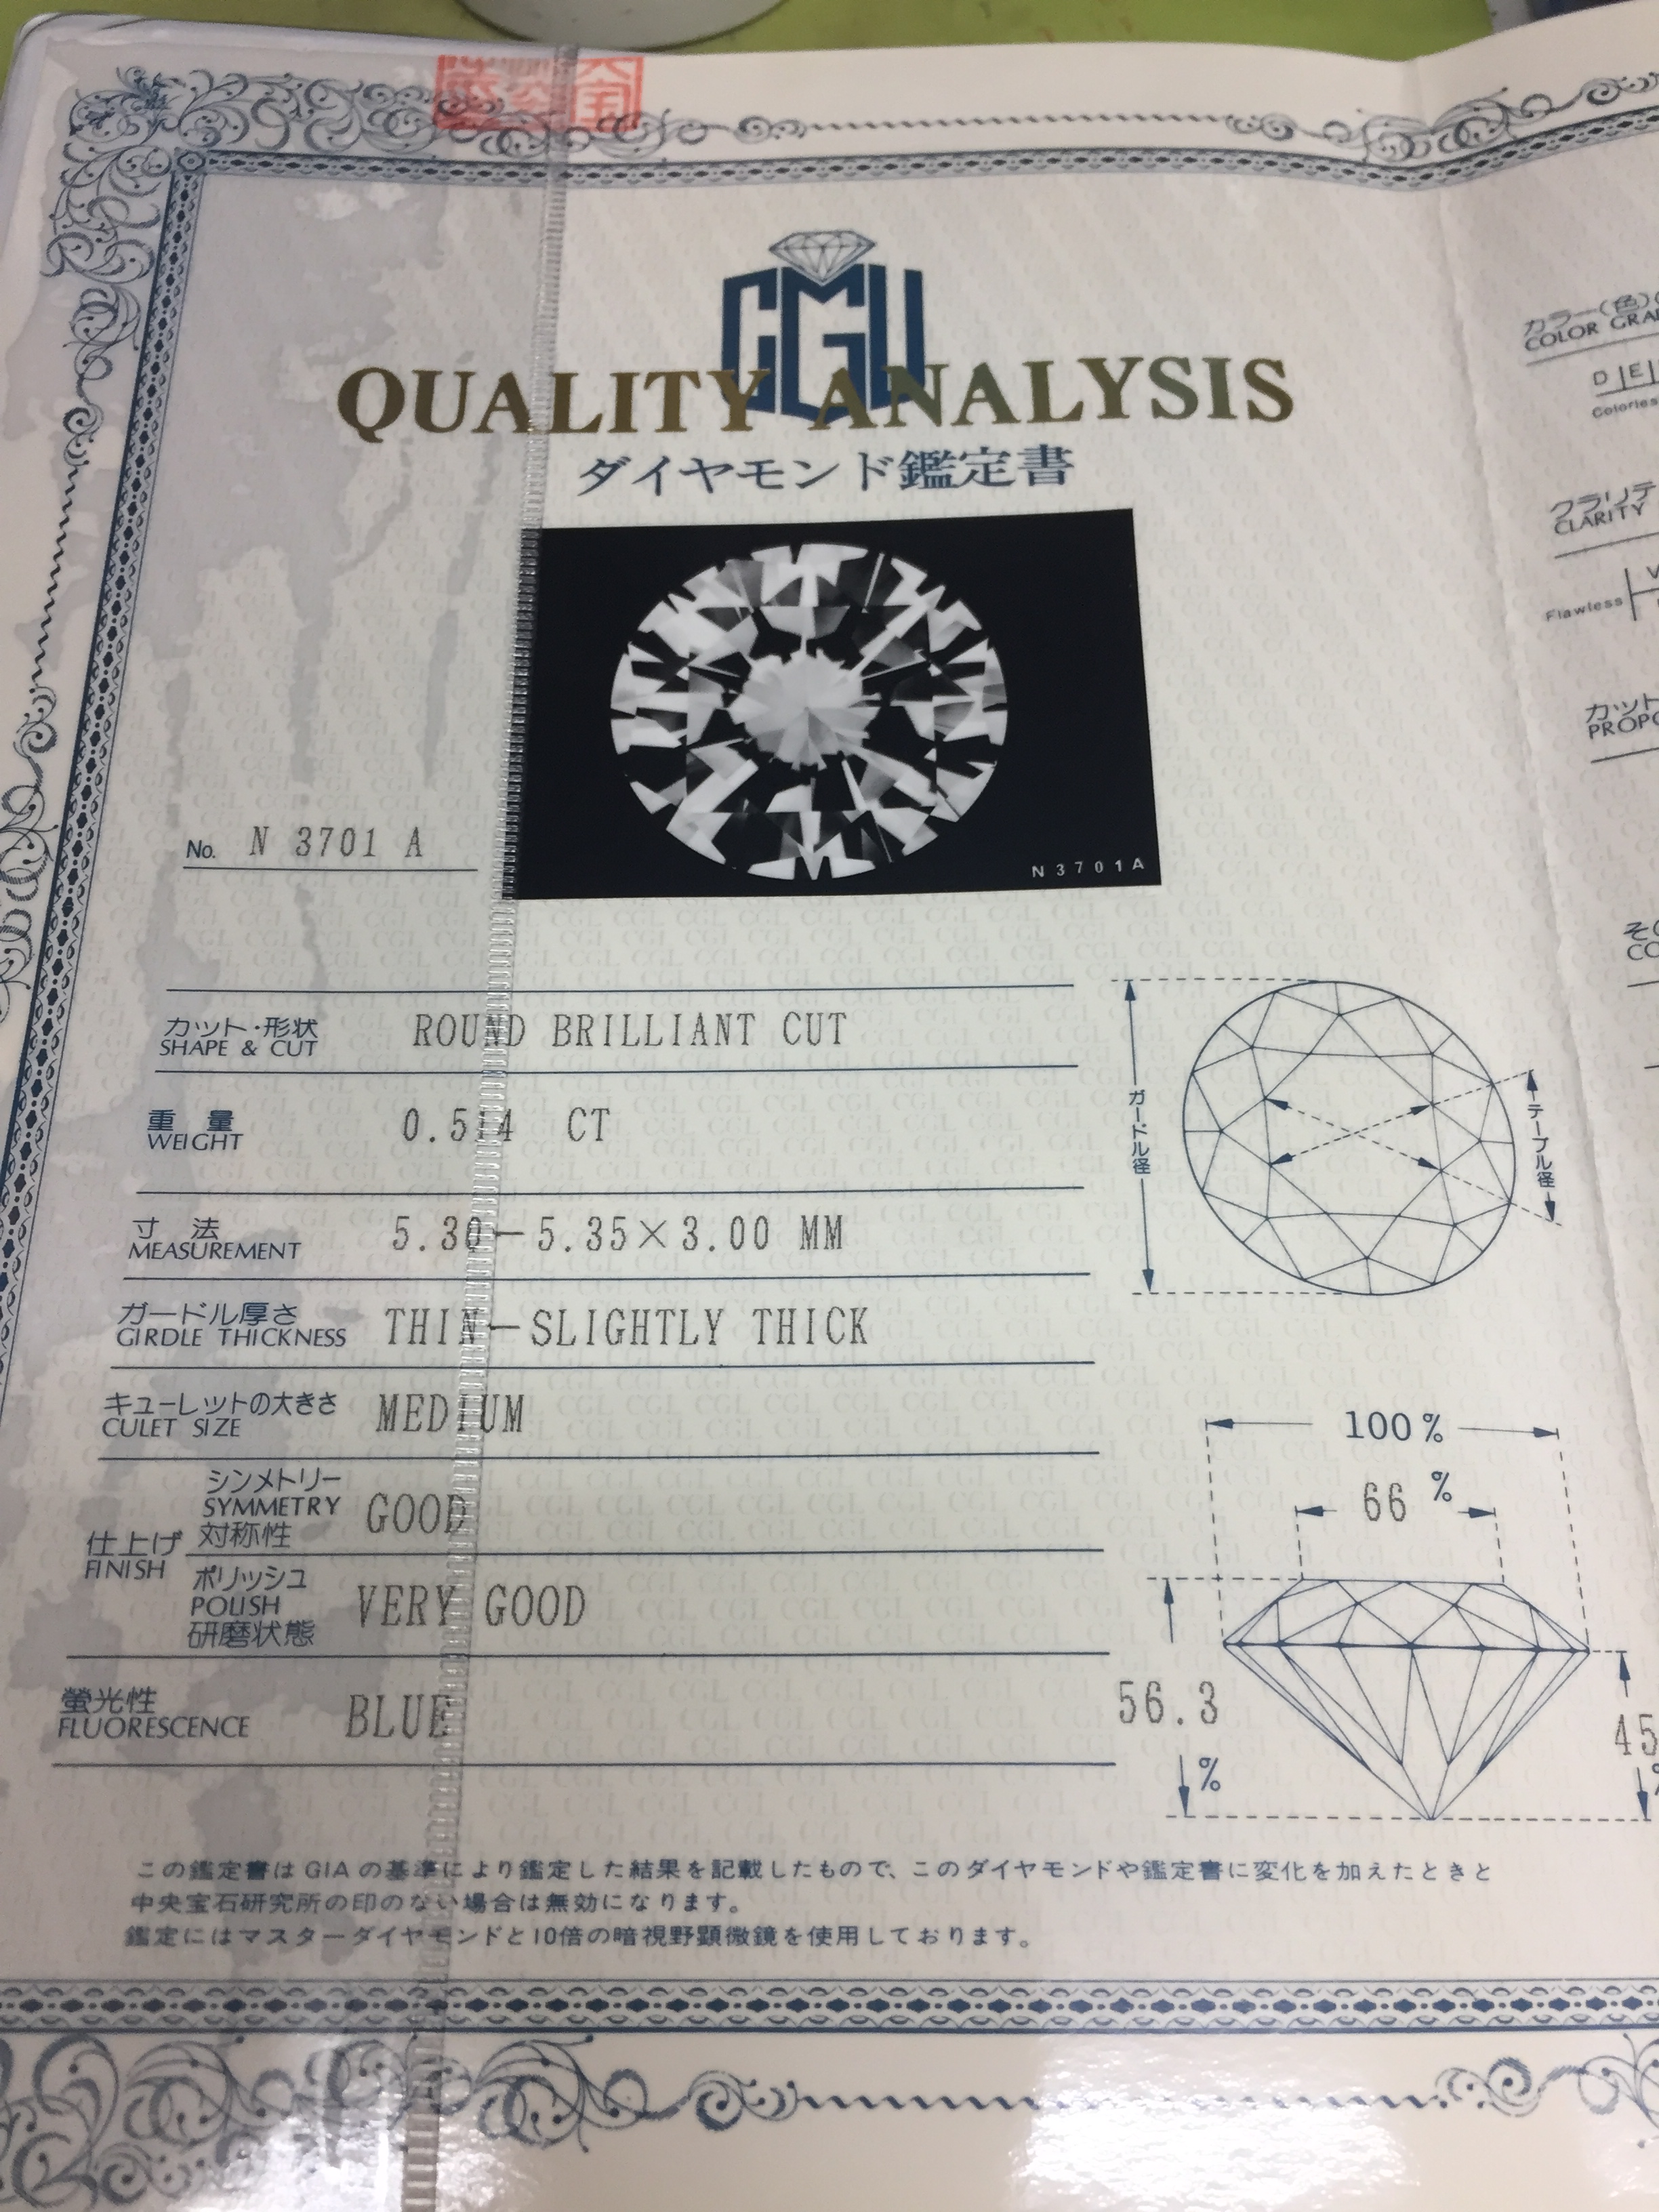 CGL
QUALITY ANALYSIS
ダイヤモンド鑑定書
N3701A
No. N 3701 A
カット・形状
SHAPE & CUT
ROUND BRILLIANT CUT
重量
WEIGHT
0.514 CT
寸法
MEASUREMENT
5.30-5.35×3.00 MM
ガードル厚さ
GIRDLE THICKNESS
THIN-SLIGHTLY THICK
キューレットの大きさ
CULET SIZE
MEDIUM
仕上げ
FINISH
シンメトリー
SYMMETRY
対称性
GOOD
ポリッシュ
POLISH
研磨状態
VERY GOOD
螢光性
FLUORESCENCE
BLUE
ガードル径
テーブル径
100%
66 %
56.3
%
45
この鑑定書はGIAの基準により鑑定した結果を記載したもので、このダイヤモンドや鑑定書に変化を加えたときと
中央宝石研究所の印のない場合は無効になります。
鑑定にはマスターダイヤモンドと10倍の暗視野顕微鏡を使用しております。
カラー(色)
COLOR GRA
D E
Colorles
クラリテ
CLARITY
Flawless
V
カット
PROPO
CO